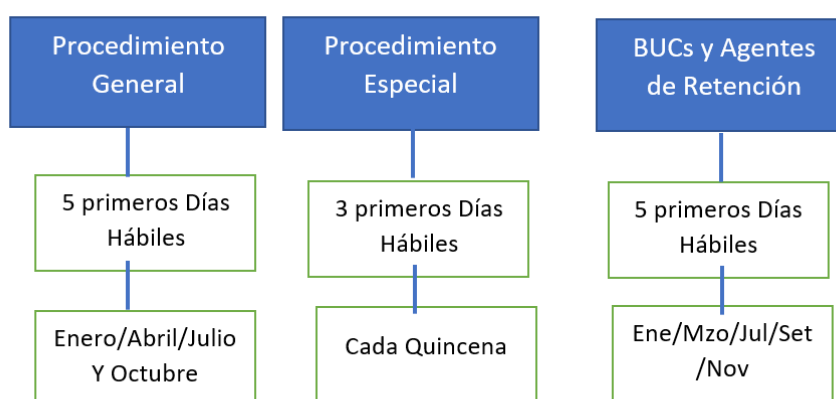 Procedimiento
General
5 primeros Días
Hábiles
Enero/Abril/Julio
Y Octubre
Procedimiento
Especial
3 primeros Días
Hábiles
Cada Quincena
BUCs y Agentes
de Retención
5 primeros Días
Hábiles
Ene/Mzo/Jul/Set
/Nov